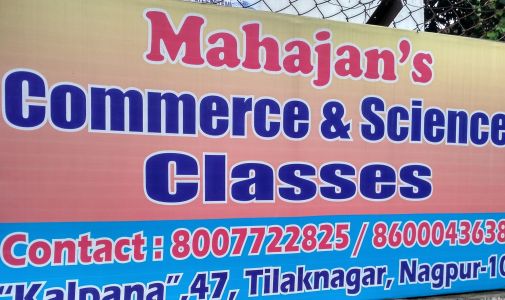 Mahajan's
Commerce & Science
Classes
Contact : 8007722825 / 8600043638
"Kalpana", 47, Tilaknagar, Nagpur-10